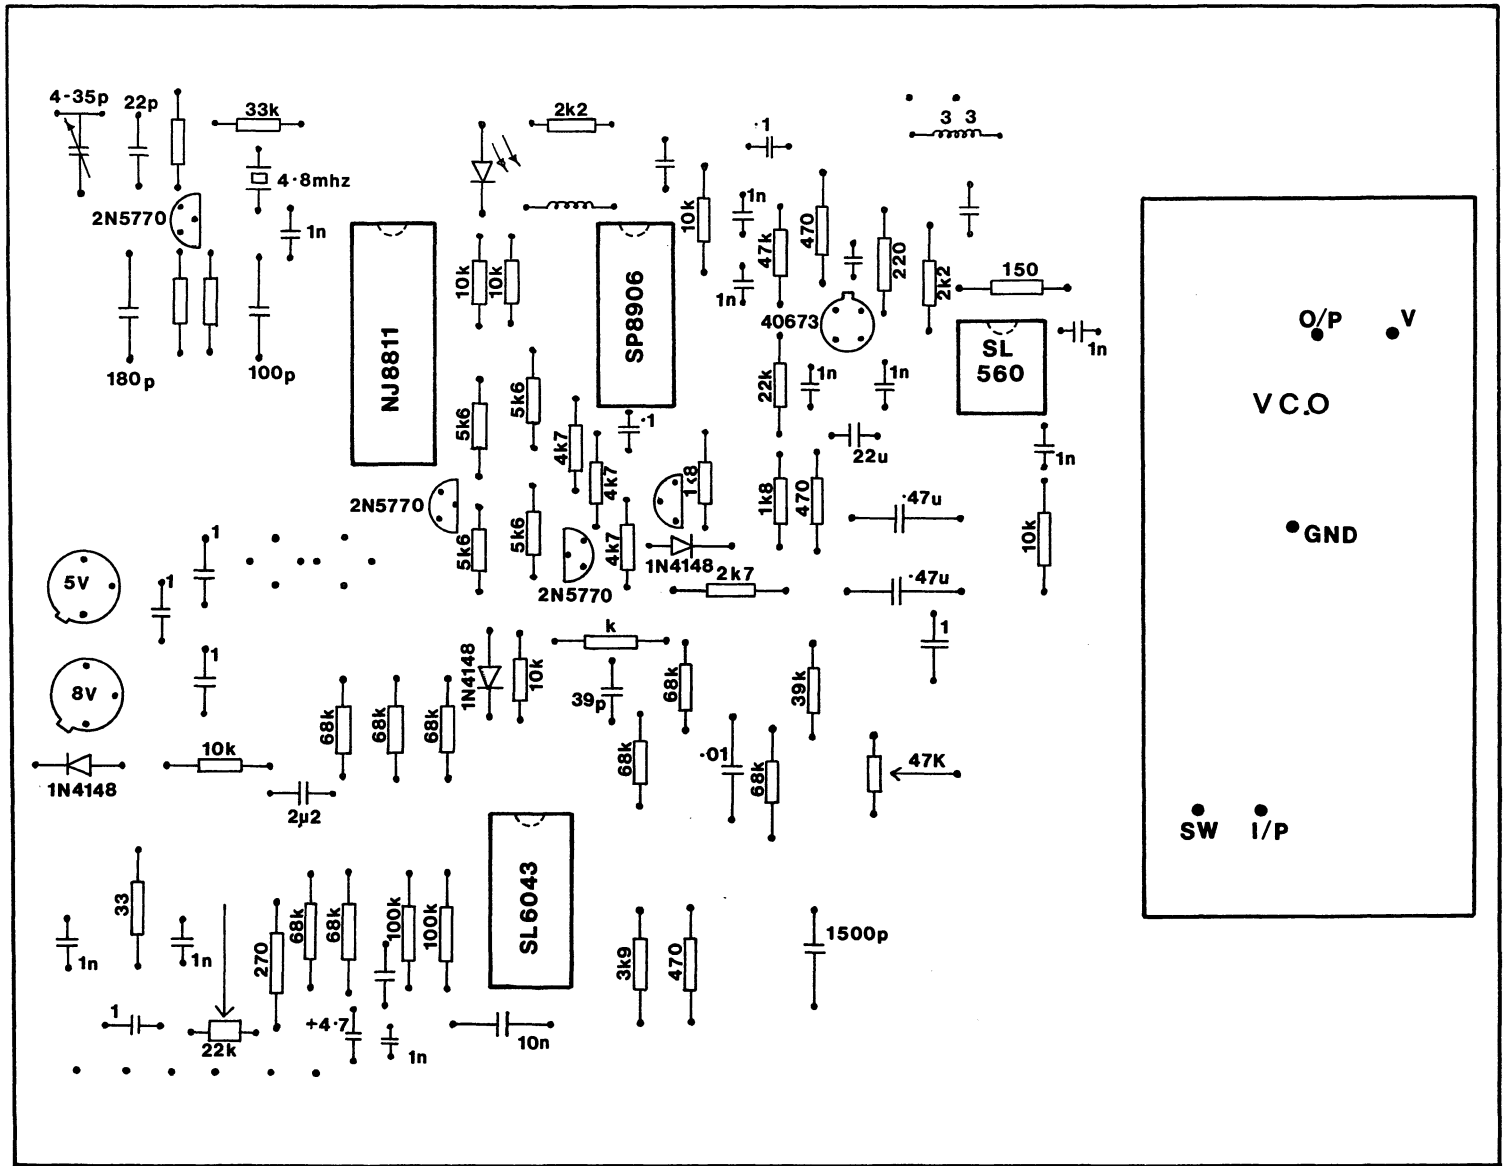 4-35p
22p
33k
2k2
·1
3 3
4·8mhz
2N5770
1n
10k
1n
47k
470
220
2k2
150
1n
10k
10k
SP8906
1n
40673
SL
560
1n
O/P
V
180p
100p
NJ8811
5k6
5k6
4k7
·1
22k
1n
1n
V C.O
22u
1n
2N5770
4k7
1k8
1k8
470
·47u
10k
GND
5k6
5k6
4k7
1N4148
2N5770
2k7
·47u
1
5V
1
1
1
8V
1N4148
10k
k
39p
68k
39k
68k
68k
68k
10k
1N4148
2µ2
68k
·01
68k
47K
SW
I/P
33
1n
1n
270
68k
68k
100k
100k
SL6043
3k9
470
1500p
1
22k
+4·7
1n
10n